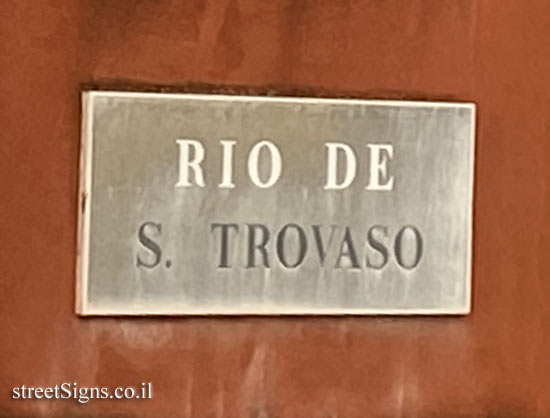 RIO DE
S. TROVASO
streetSigns.co.il